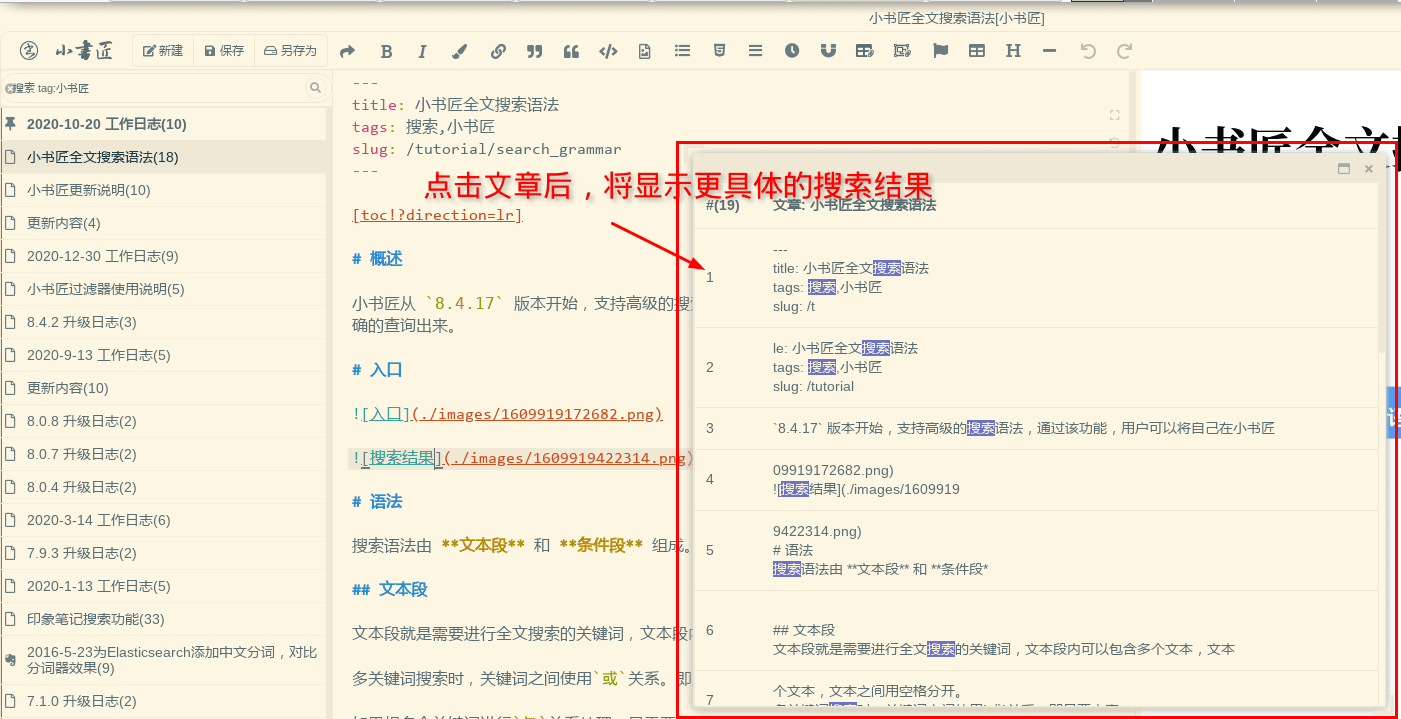 小书匠全文搜索语法[小书匠]
小書匠 新建 保存 另存为
搜索 tag:小书匠
2020-10-20 工作日志(10)
小书匠全文搜索语法(18)
小书匠更新说明(10)
更新内容(4)
2020-12-30 工作日志(9)
小书匠过滤器使用说明(5)
8.4.2 升级日志(3)
2020-9-13 工作日志(5)
更新内容(10)
8.0.8 升级日志(2)
8.0.7 升级日志(2)
8.0.4 升级日志(2)
2020-3-14 工作日志(6)
7.9.3 升级日志(2)
2020-1-13 工作日志(5)
印象笔记搜索功能(33)
2016-5-23为Elasticsearch添加中文分词，对比
分词器效果(9)
7.1.0 升级日志(2)
---
title: 小书匠全文搜索语法
tags: 搜索,小书匠
slug: /tutorial/search_grammar
---
[toc!?direction=lr]
# 概述
小书匠从 `8.4.17` 版本开始，支持高级的搜
确的查询出来。
# 入口
![入口](./images/1609919172682.png)
![搜索结果](./images/1609919422314.png)
# 语法
搜索语法由 **文本段** 和 **条件段** 组成。
## 文本段
文本段就是需要进行全文搜索的关键词，文本段内
多关键词搜索时，关键词之间使用`或`关系。即
小书匠全文搜
点击文章后，将显示更具体的搜索结果
#(19) 文章: 小书匠全文搜索语法
1
---
title: 小书匠全文搜索语法
tags: 搜索,小书匠
slug: /t
2
le: 小书匠全文搜索语法
tags: 搜索,小书匠
slug: /tutorial
3 `8.4.17` 版本开始，支持高级的搜索语法，通过该功能，用户可以将自己在小书匠
4
09919172682.png)
![搜索结果](./images/1609919
5
9422314.png)
# 语法
搜索语法由 **文本段** 和 **条件段*
6
## 文本段
文本段就是需要进行全文搜索的关键词，文本段内可以包含多个文本，文本
7
个文本，文本之间用空格分开。